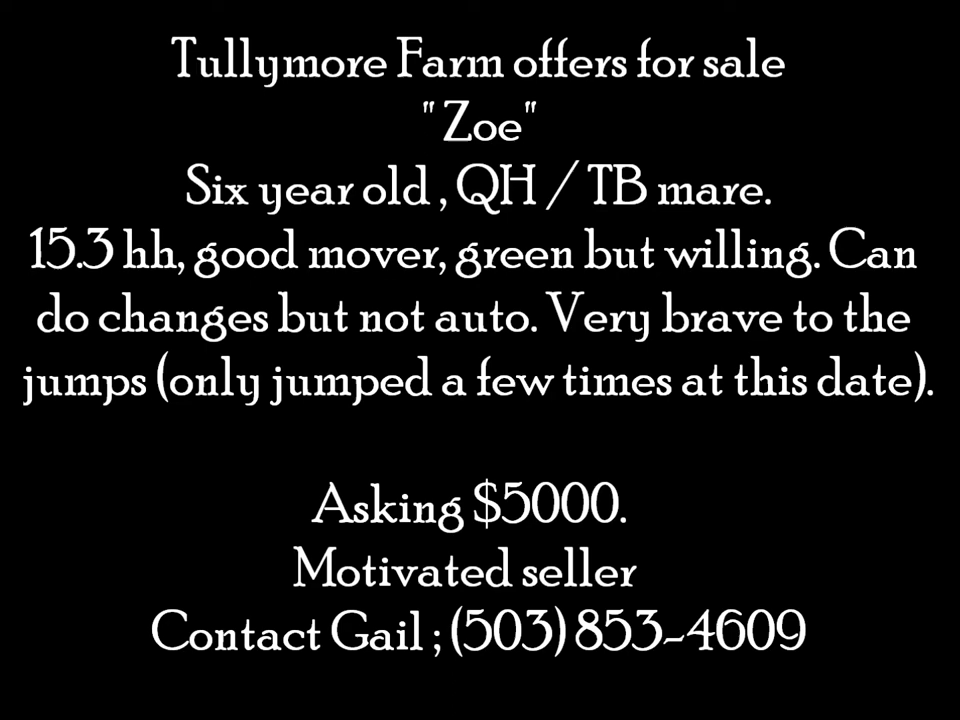 Tullymore Farm offers for sale
"Zoe"
Six year old , QH / TB mare.
15.3 hh, good mover, green but willing. Can
do changes but not auto. Very brave to the
jumps (only jumped a few times at this date).
Asking $5000.
Motivated seller
Contact Gail ; (503) 853-4609